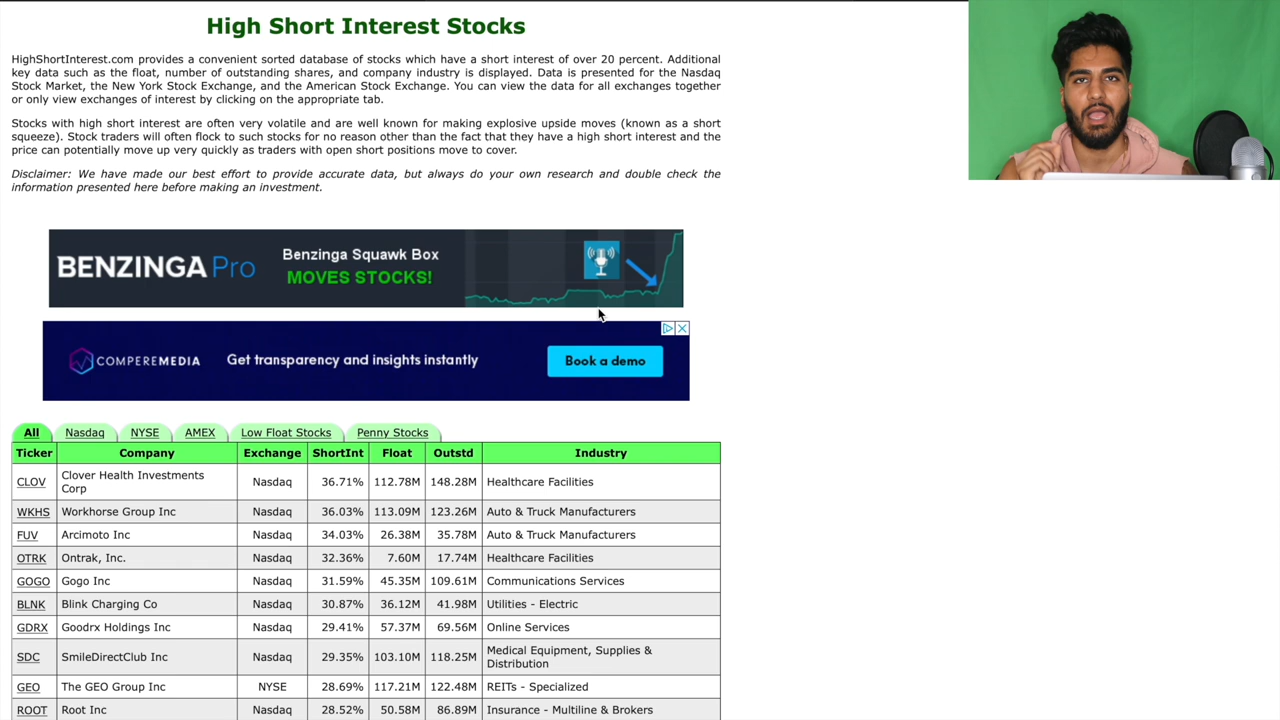 High Short Interest Stocks
HighShortInterest.com provides a convenient sorted database of stocks which have a short interest of over 20 percent. Additional
key data such as the float, number of outstanding shares, and company industry is displayed. Data is presented for the Nasdaq
Stock Market, the New York Stock Exchange, and the American Stock Exchange. You can view the data for all exchanges together
or only view exchanges of interest by clicking on the appropriate tab.
Stocks with high short interest are often very volatile and are well known for making explosive upside moves (known as a short
squeeze). Stock traders will often flock to such stocks for no reason other than the fact that they have a high short interest and the
price can potentially move up very quickly as traders with open short positions move to cover.
Disclaimer: We have made our best effort to provide accurate data, but always do your own research and double check the
information presented here before making an investment.
BENZINGA Pro
Benzinga Squawk Box
MOVES STOCKS!
COMPEREMEDIA
Get transparency and insights instantly
Book a demo
All Nasdaq NYSE AMEX Low Float Stocks Penny Stocks
Ticker Company Exchange ShortInt Float Outstd Industry
CLOV Clover Health Investments Corp Nasdaq 36.71% 112.78M 148.28M Healthcare Facilities
WKHS Workhorse Group Inc Nasdaq 36.03% 113.09M 123.26M Auto & Truck Manufacturers
FUV Arcimoto Inc Nasdaq 34.03% 26.38M 35.78M Auto & Truck Manufacturers
OTRK Ontrak, Inc. Nasdaq 32.36% 7.60M 17.74M Healthcare Facilities
GOGO Gogo Inc Nasdaq 31.59% 45.35M 109.61M Communications Services
BLNK Blink Charging Co Nasdaq 30.87% 36.12M 41.98M Utilities - Electric
GDRX Goodrx Holdings Inc Nasdaq 29.41% 57.37M 69.56M Online Services
SDC SmileDirectClub Inc Nasdaq 29.35% 103.10M 118.25M Medical Equipment, Supplies & Distribution
GEO The GEO Group Inc NYSE 28.69% 117.21M 122.48M REITs - Specialized
ROOT Root Inc Nasdaq 28.52% 50.58M 86.89M Insurance - Multiline & Brokers